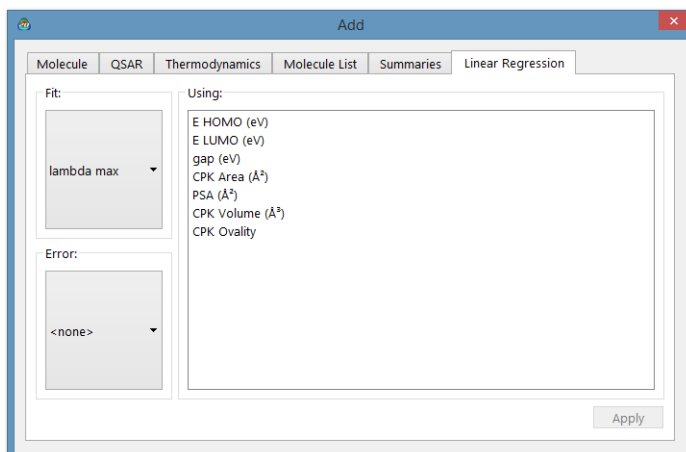 Add
Molecule QSAR Thermodynamics Molecule List Summaries Linear Regression
Fit:
lambda max
Error:
<none>
Using:
E HOMO (eV)
E LUMO (eV)
gap (eV)
CPK Area (Å²)
PSA (Å²)
CPK Volume (Å³)
CPK Ovality
Apply